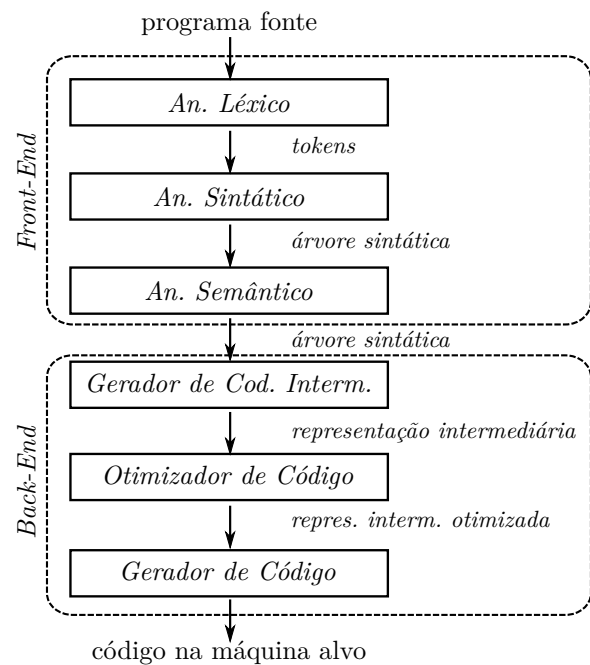 programa fonte
Front-End
An. Léxico
tokens
An. Sintático
árvore sintática
An. Semântico
árvore sintática
Back-End
Gerador de Cod. Interm.
representação intermediária
Otimizador de Código
repres. interm. otimizada
Gerador de Código
código na máquina alvo